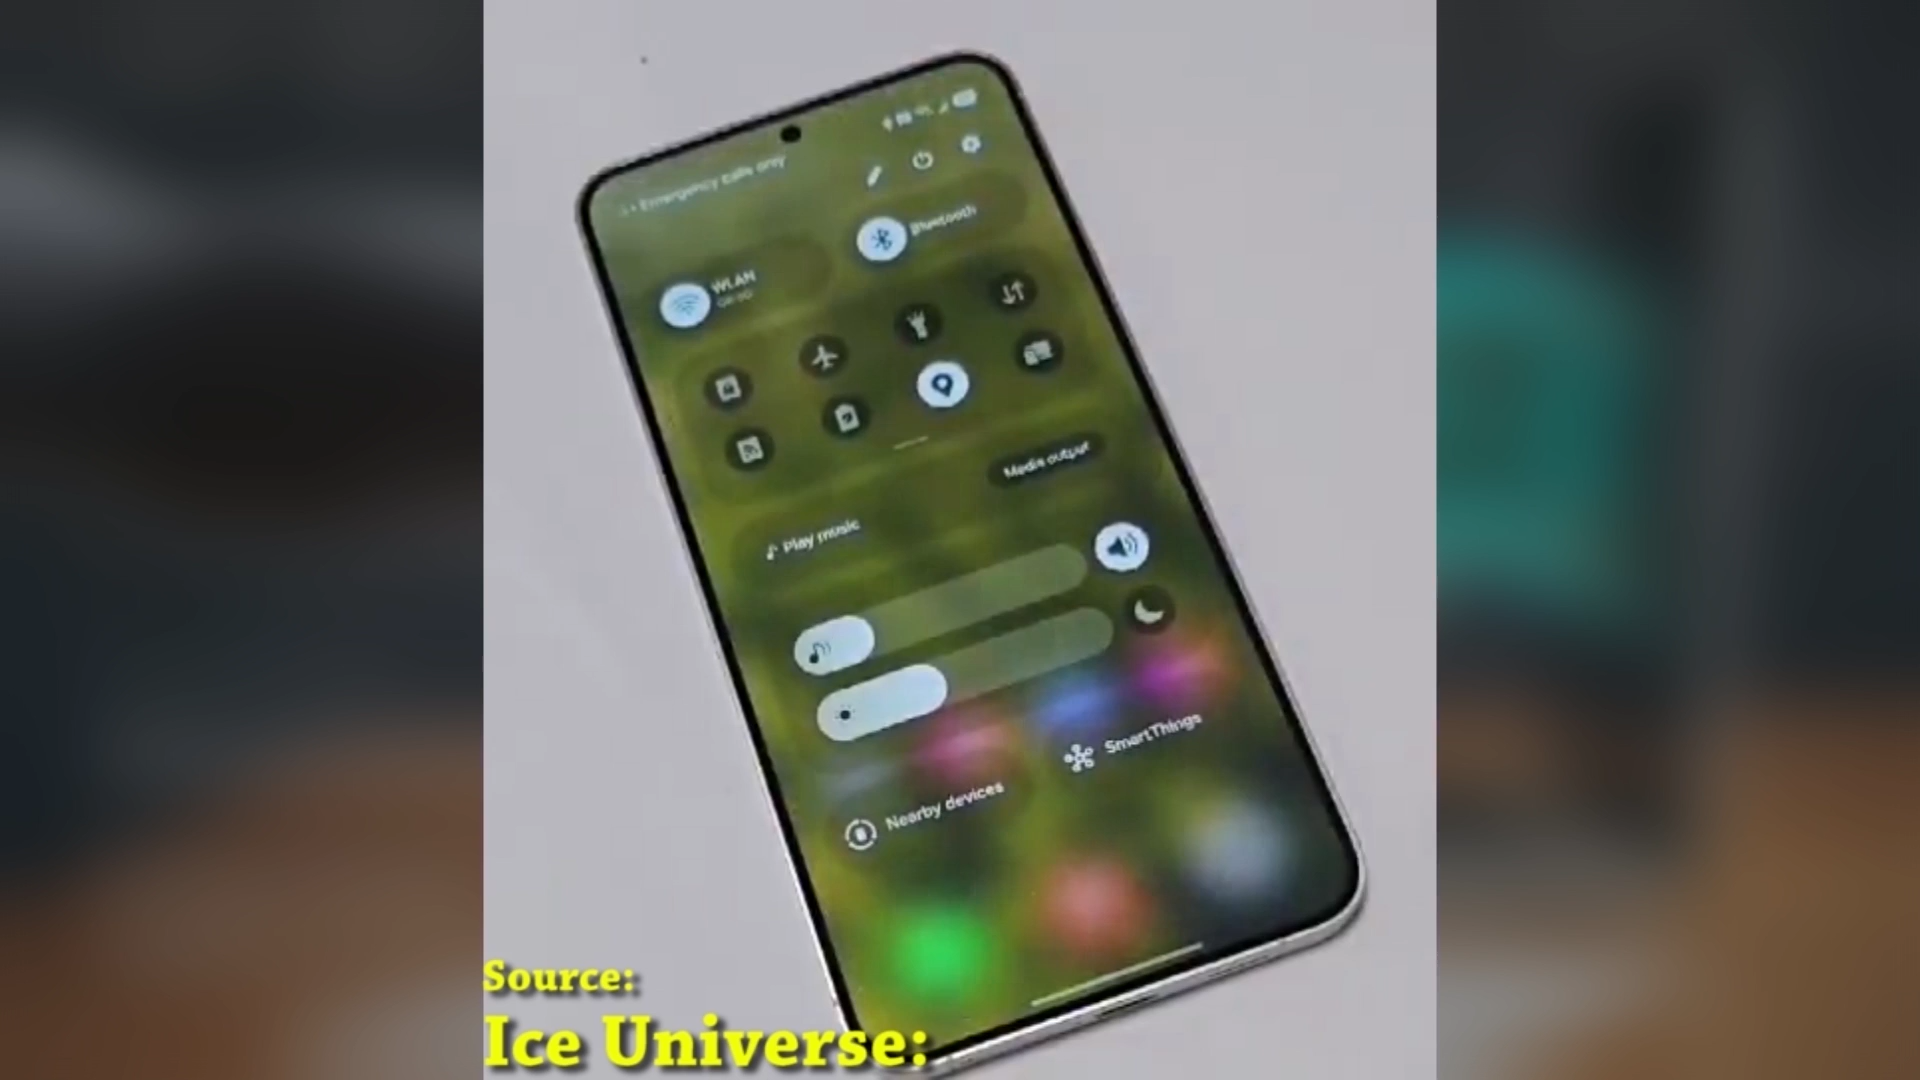 Emergency calls only
Bluetooth
WLAN
Media output
Play music
SmartThings
Nearby devices
Source:
Ice Universe: